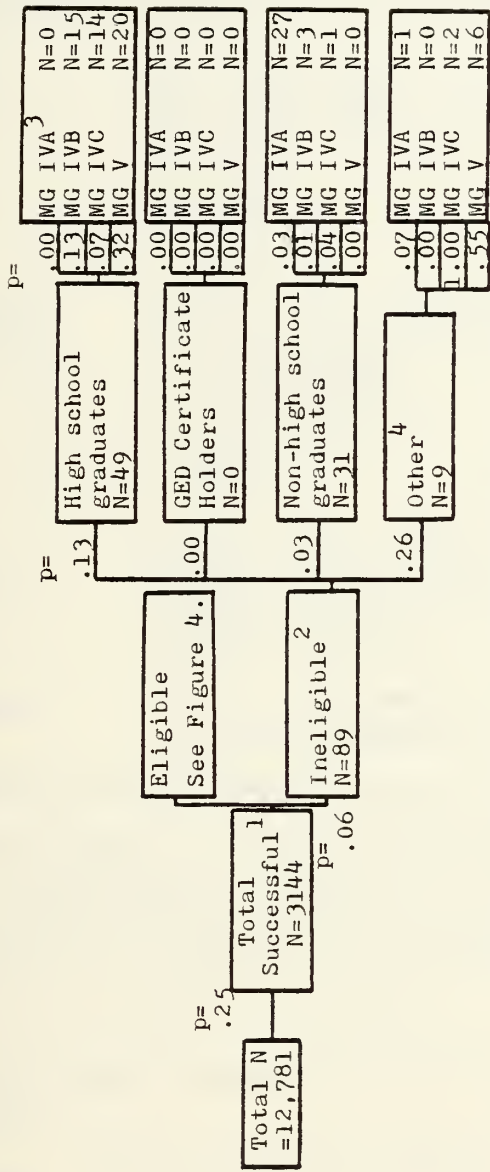 Total N
=12,781
p=
.25
Total
Successful 1
N=3144
p=
.06
Eligible
See Figure 4.
Ineligible 2
N=89
p=
.13
.00
.03
.26
High school
graduates
N=49
GED Certificate
Holders
N=0
Non-high school
graduates
N=31
Other 4
N=9
p=
.00 MG IVA 3 N=0
.13 MG IVB N=15
.07 MG IVC N=14
.32 MG V N=20
.00 MG IVA N=0
.00 MG IVB N=0
.00 MG IVC N=0
.00 MG V N=0
.03 MG IVA N=27
.01 MG IVB N=3
.04 MG IVC N=1
.00 MG V N=0
.07 MG IVA N=1
.00 MG IVB N=0
1.00 MG IVC N=2
.55 MG V N=6